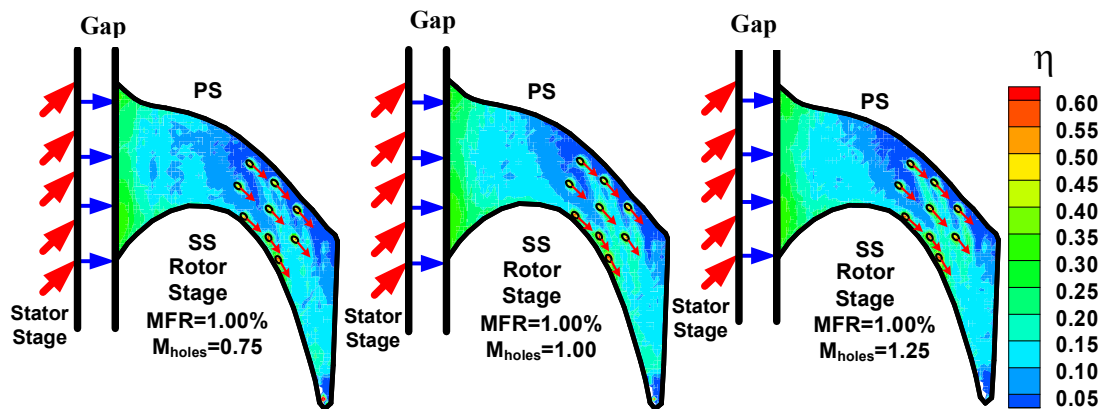 Gap
PS
SS
Rotor
Stage
MFR=1.00%
Mholes=0.75
Stator
Stage
Gap
PS
SS
Rotor
Stage
MFR=1.00%
Mholes=1.00
Stator
Stage
Gap
PS
SS
Rotor
Stage
MFR=1.00%
Mholes=1.25
Stator
Stage
η
0.60
0.55
0.50
0.45
0.40
0.35
0.30
0.25
0.20
0.15
0.10
0.05